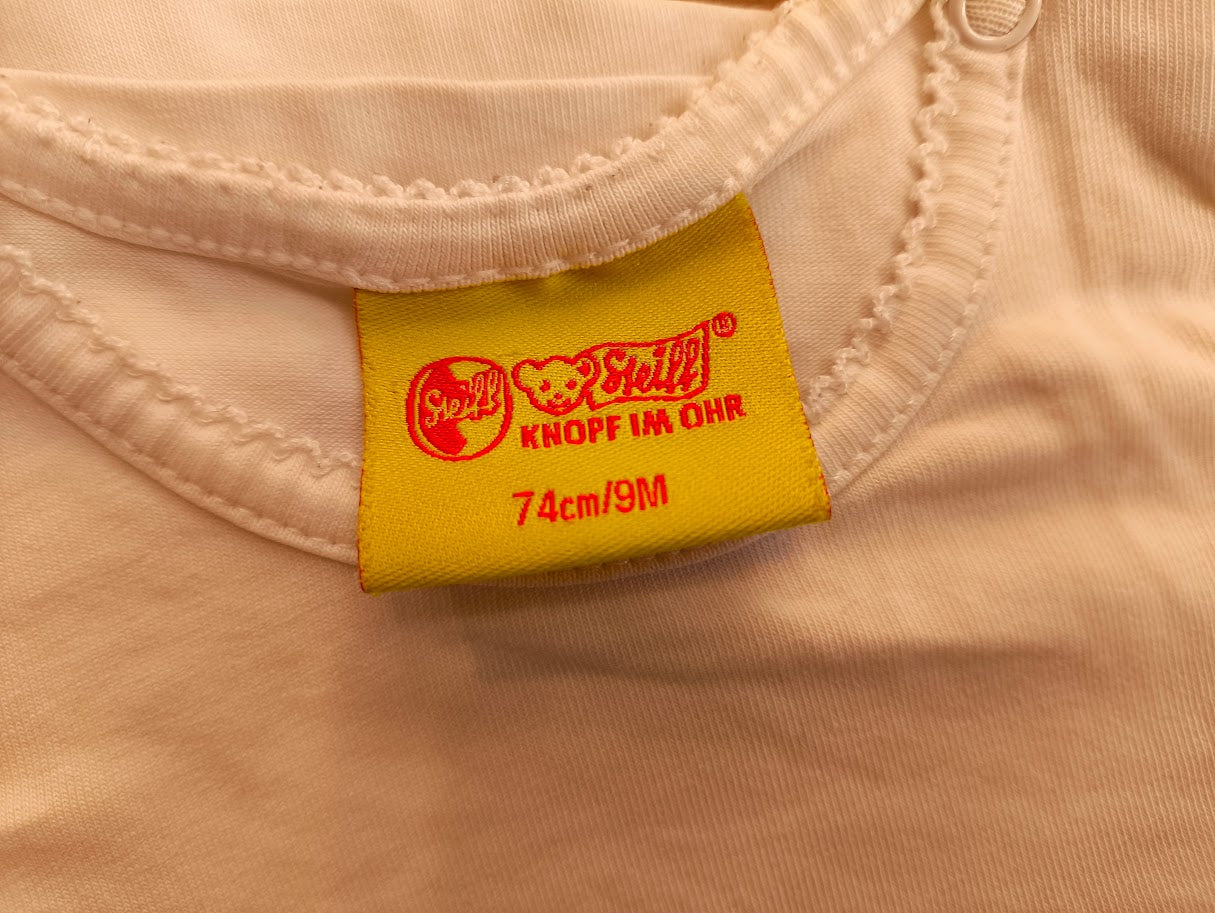 Steiff
Steiff®
KNOPF IM OHR
74cm/9M